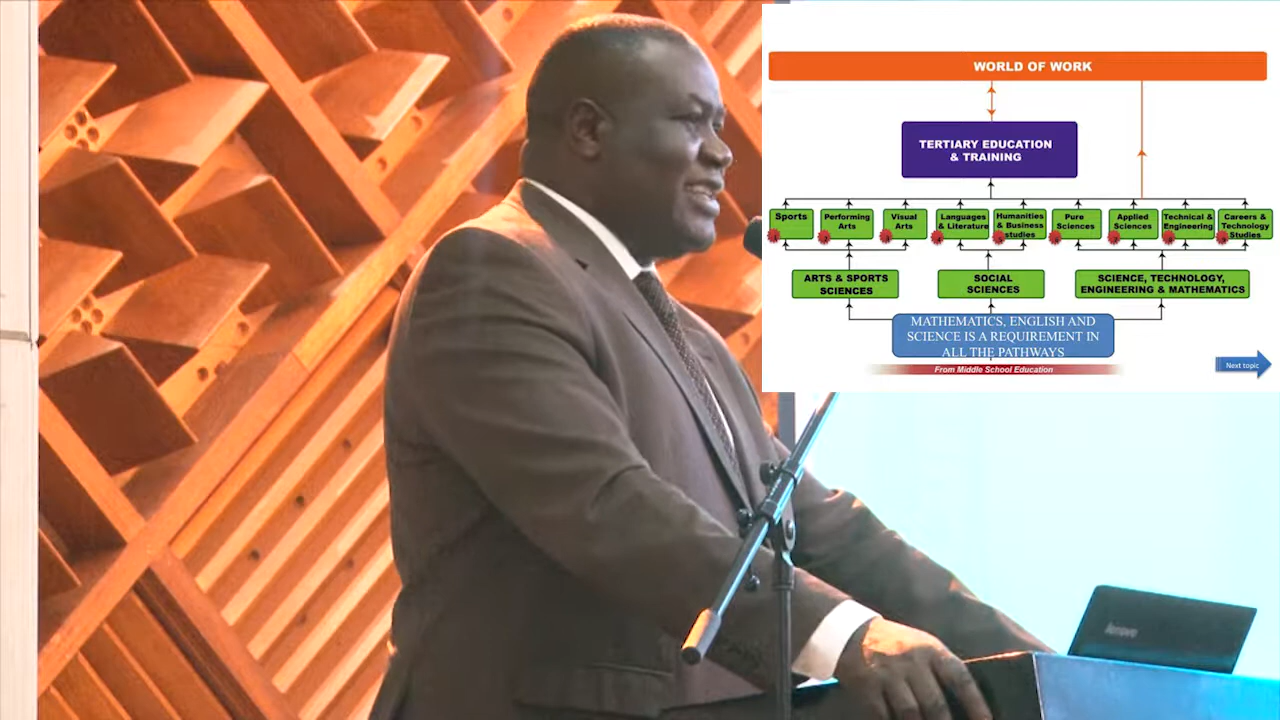 WORLD OF WORK
TERTIARY EDUCATION
& TRAINING
Sports
Performing
Arts
Visual
Arts
Languages
& Literature
Humanities
& Business
studies
Pure
Sciences
Applied
Sciences
Technical &
Engineering
Careers &
Technology
Studies
ARTS & SPORTS
SCIENCES
SOCIAL
SCIENCES
SCIENCE, TECHNOLOGY,
ENGINEERING & MATHEMATICS
MATHEMATICS, ENGLISH AND
SCIENCE IS A REQUIREMENT IN
ALL THE PATHWAYS
From Middle School Education
Next topic
lenovo